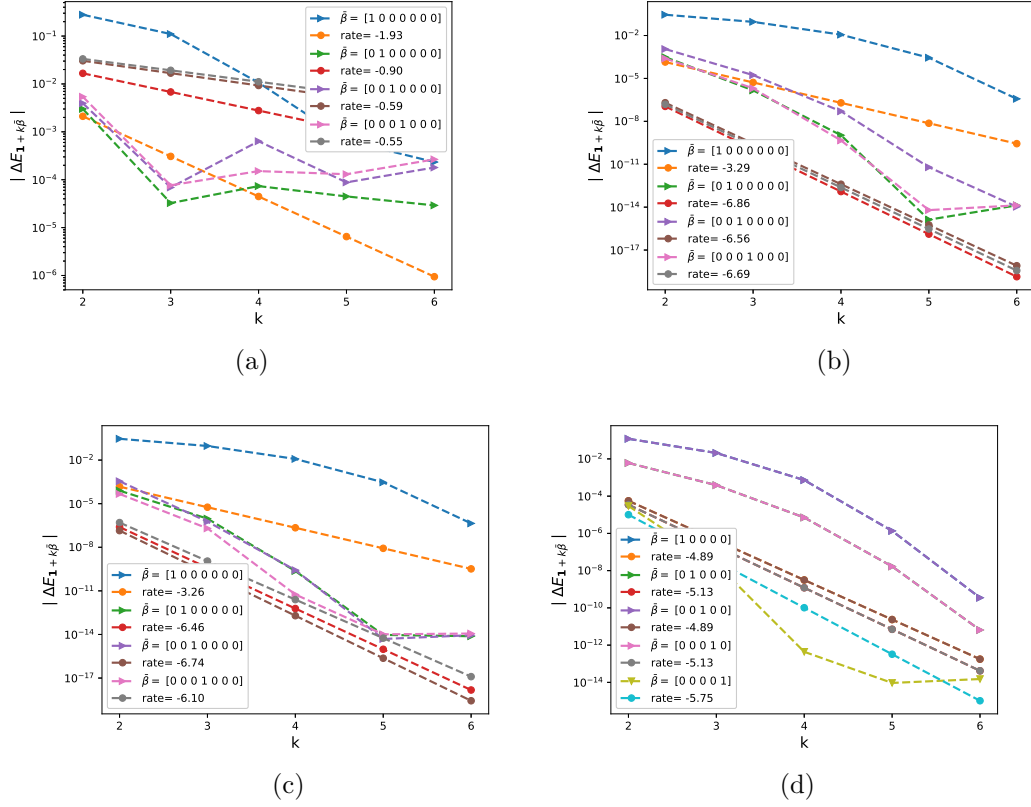 10⁻¹
10⁻²
10⁻³
10⁻⁴
10⁻⁵
10⁻⁶
| ΔE₁₊ₖβ̄ |
2 3 4 5 6
k
β̄ = [1 0 0 0 0 0 0]
rate= -1.93
β̄ = [0 1 0 0 0 0 0]
rate= -0.90
β̄ = [0 0 1 0 0 0 0]
rate= -0.59
β̄ = [0 0 0 1 0 0 0]
rate= -0.55
(a)
10⁻²
10⁻⁵
10⁻⁸
10⁻¹¹
10⁻¹⁴
10⁻¹⁷
| ΔE₁₊ₖβ̄ |
2 3 4 5 6
k
β̄ = [1 0 0 0 0 0 0]
rate= -3.29
β̄ = [0 1 0 0 0 0 0]
rate= -6.86
β̄ = [0 0 1 0 0 0 0]
rate= -6.56
β̄ = [0 0 0 1 0 0 0]
rate= -6.69
(b)
10⁻²
10⁻⁵
10⁻⁸
10⁻¹¹
10⁻¹⁴
10⁻¹⁷
| ΔE₁₊ₖβ̄ |
2 3 4 5 6
k
β̄ = [1 0 0 0 0 0 0]
rate= -3.26
β̄ = [0 1 0 0 0 0 0]
rate= -6.46
β̄ = [0 0 1 0 0 0 0]
rate= -6.74
β̄ = [0 0 0 1 0 0 0]
rate= -6.10
(c)
10⁻²
10⁻⁴
10⁻⁶
10⁻⁸
10⁻¹⁰
10⁻¹²
10⁻¹⁴
| ΔE₁₊ₖβ̄ |
2 3 4 5 6
k
β̄ = [1 0 0 0 0]
rate= -4.89
β̄ = [0 1 0 0 0]
rate= -5.13
β̄ = [0 0 1 0 0]
rate= -4.89
β̄ = [0 0 0 1 0]
rate= -5.13
β̄ = [0 0 0 0 1]
rate= -5.75
(d)